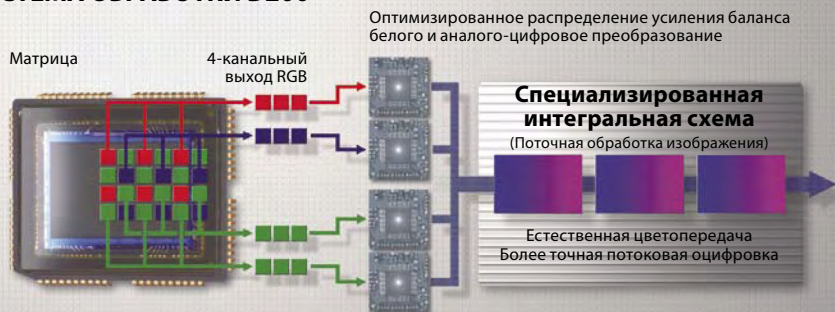 Оптимизированное распределение усиления баланса
белого и аналого-цифровое преобразование
Матрица
4-канальный
выход RGB
Специализированная
интегральная схема
(Поточная обработка изображения)
Естественная цветопередача
Более точная потоковая оцифровка